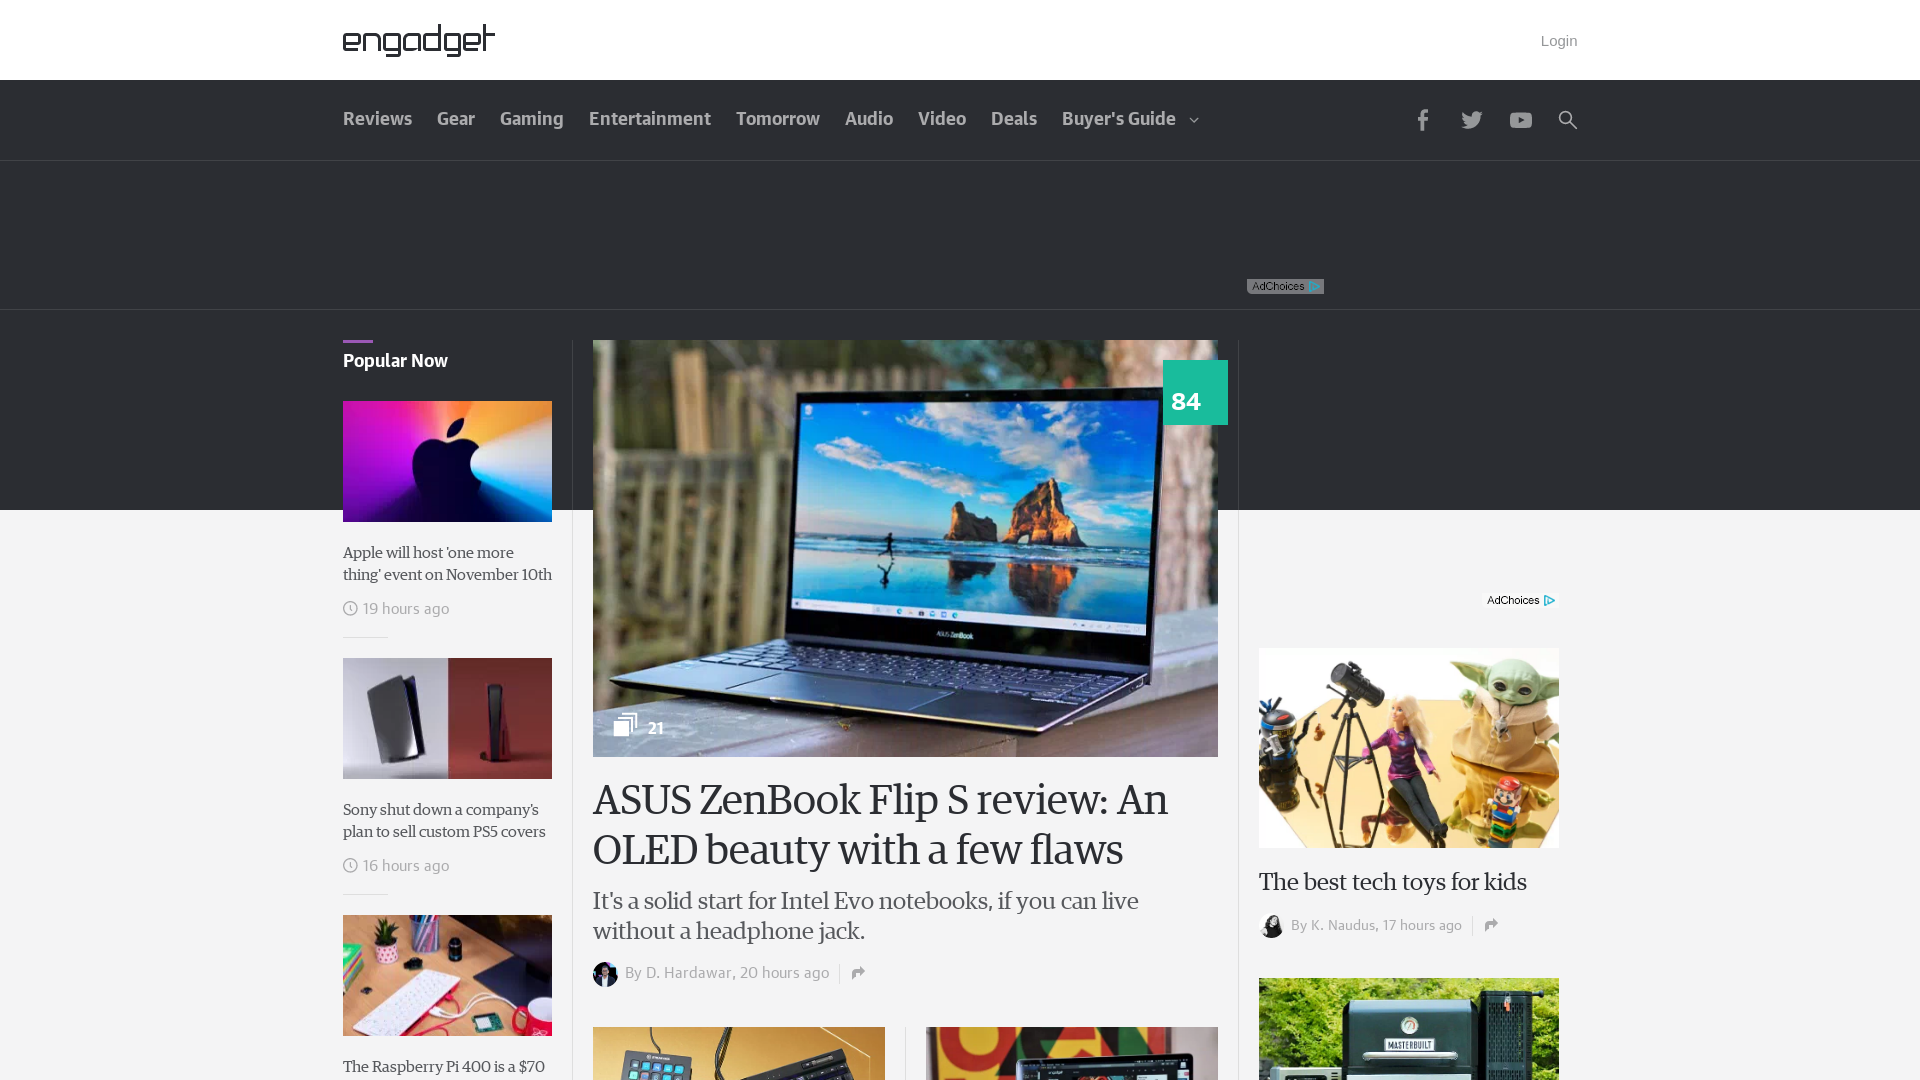 engadget
Login
Reviews Gear Gaming Entertainment Tomorrow Audio Video Deals Buyer's Guide
AdChoices
Popular Now
Apple will host 'one more
thing' event on November 10th
19 hours ago
Sony shut down a company's
plan to sell custom PS5 covers
16 hours ago
The Raspberry Pi 400 is a $70
84
ASUS ZenBook
21
ASUS ZenBook Flip S review: An
OLED beauty with a few flaws
It's a solid start for Intel Evo notebooks, if you can live
without a headphone jack.
By D. Hardawar, 20 hours ago
AdChoices
The best tech toys for kids
By K. Naudus, 17 hours ago
MASTERBUILT